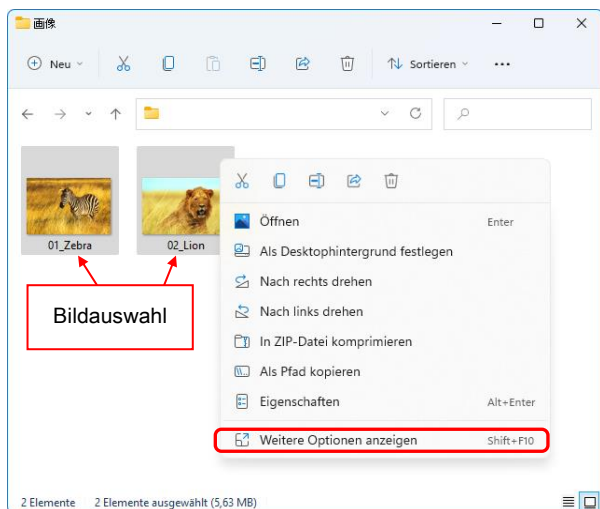 画像
Neu
Sortieren
01_Zebra
02_Lion
Bildauswahl
Öffnen Enter
Als Desktophintergrund festlegen
Nach rechts drehen
Nach links drehen
In ZIP-Datei komprimieren
Als Pfad kopieren
Eigenschaften Alt+Enter
Weitere Optionen anzeigen Shift+F10
2 Elemente 2 Elemente ausgewählt (5,63 MB)